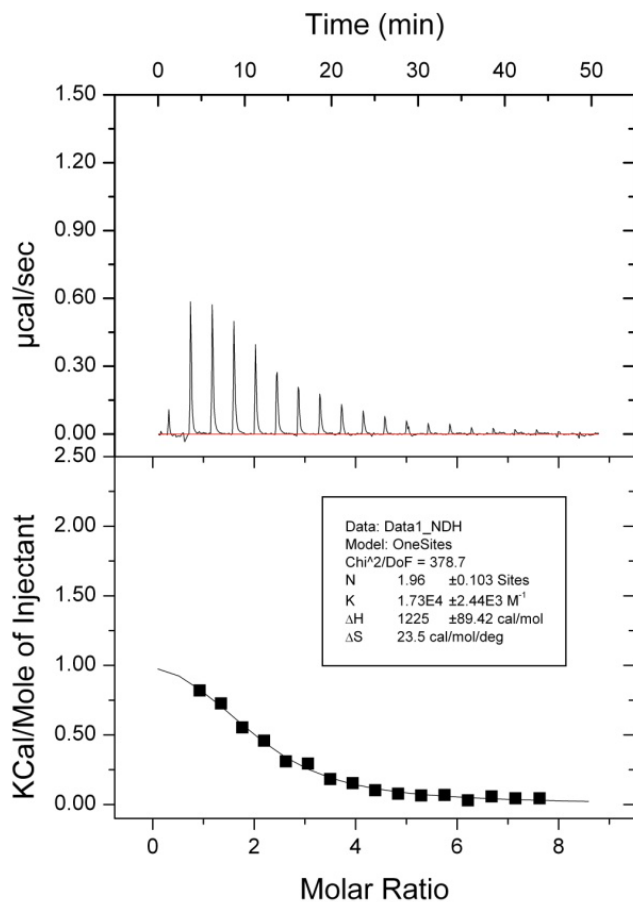 Time (min)
0 10 20 30 40 50
1.50
1.20
0.90
0.60
0.30
0.00
µcal/sec
2.50
2.00
1.50
1.00
0.50
0.00
KCal/Mole of Injectant
Data: Data1_NDH
Model: OneSites
Chi^2/DoF = 378.7
N 1.96 ±0.103 Sites
K 1.73E4 ±2.44E3 M⁻¹
ΔH 1225 ±89.42 cal/mol
ΔS 23.5 cal/mol/deg
0 2 4 6 8
Molar Ratio